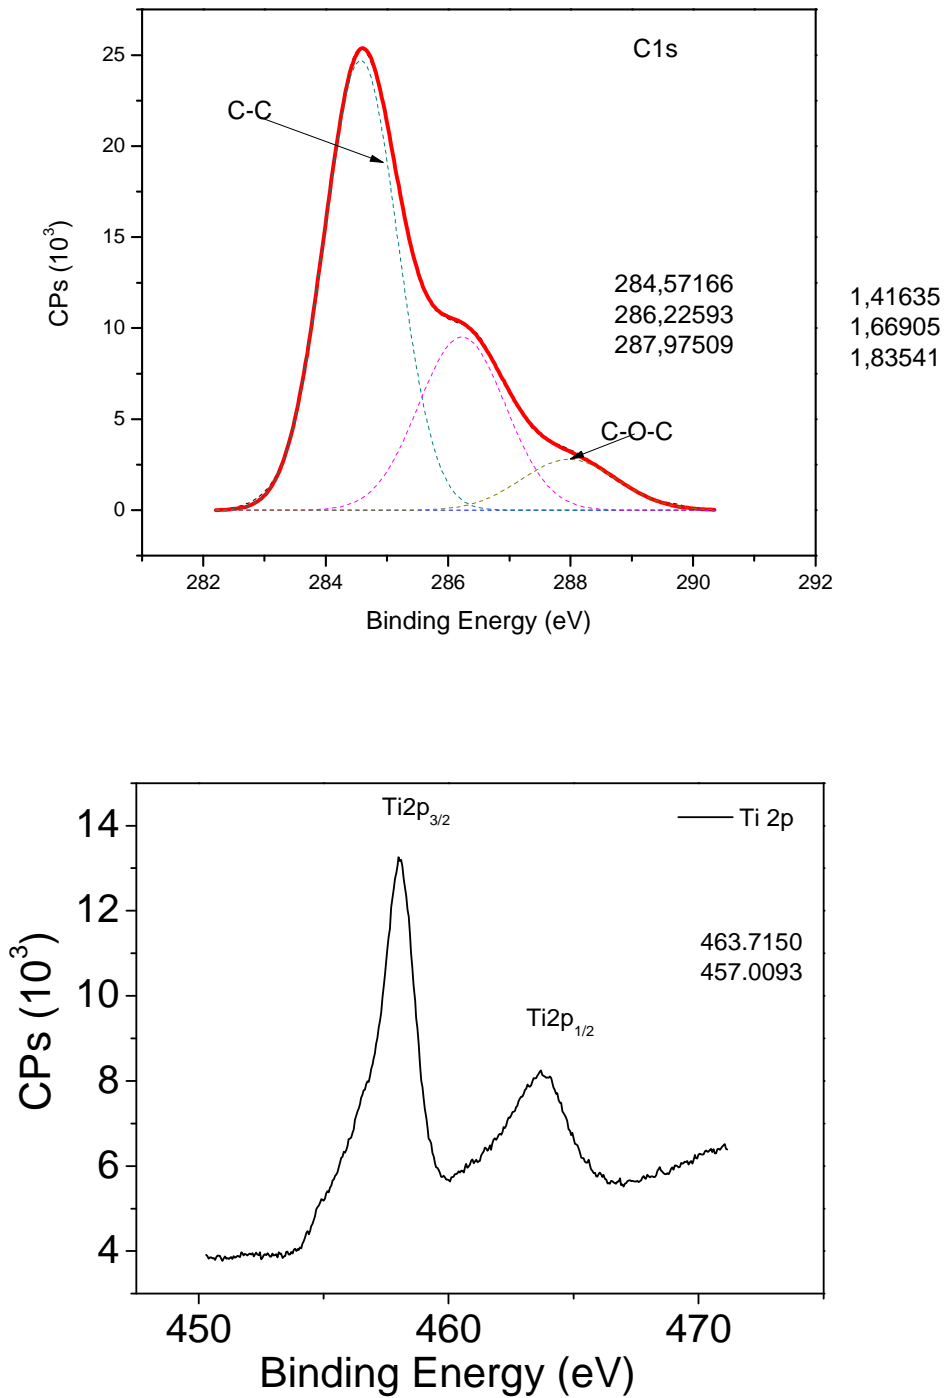 C1s
25
C-C
20
15
CPs (10³)
284,57166
286,22593
287,97509
1,41635
1,66905
1,83541
10
C-O-C
5
0
282
284
286
288
290
292
Binding Energy (eV)
Ti2p3/2
Ti 2p
14
12
463.7150
457.0093
CPs (10³)
10
Ti2p1/2
8
6
4
450
460
470
Binding Energy (eV)